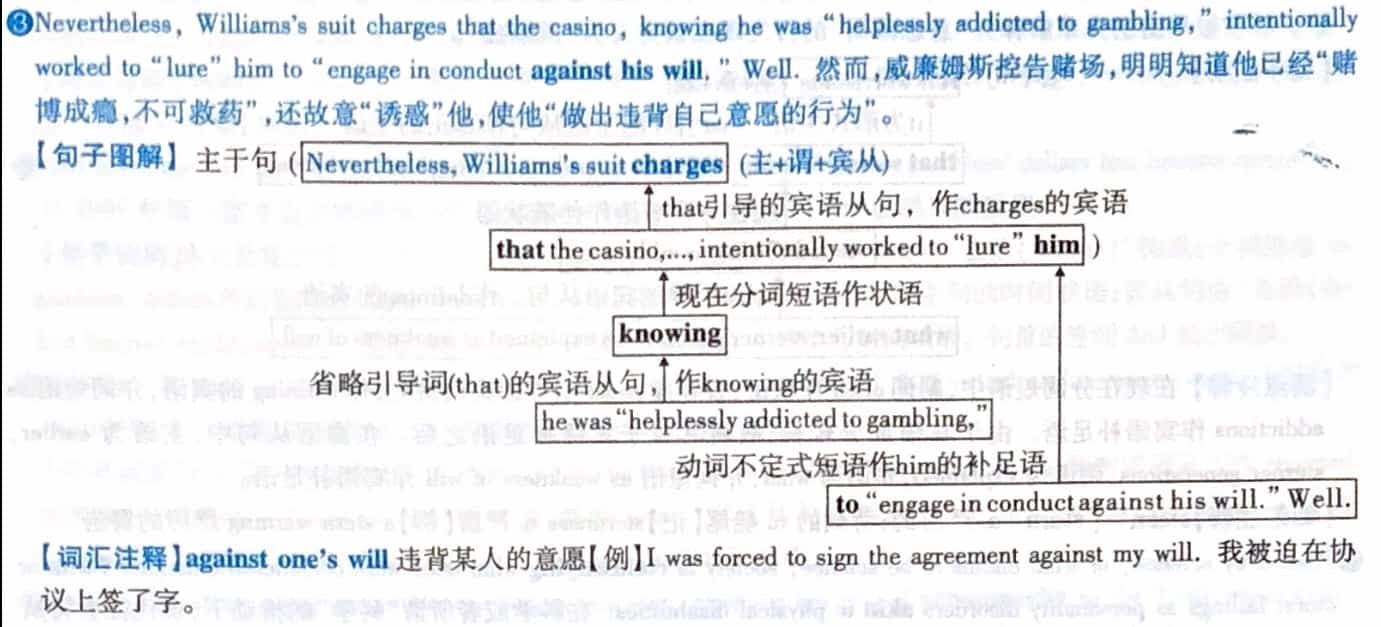 ❸Nevertheless, Williams's suit charges that the casino, knowing he was “helplessly addicted to gambling,” intentionally
worked to “lure” him to “engage in conduct against his will.” Well. 然而,威廉姆斯控告赌场,明明知道他已经“赌
博成瘾,不可救药”,还故意“诱惑”他,使他“做出违背自己意愿的行为”。
【句子图解】主干句 (Nevertheless, Williams's suit charges (主+谓+宾从)
that引导的宾语从句，作charges的宾语
that the casino,..., intentionally worked to “lure” him )
现在分词短语作状语
knowing
省略引导词(that)的宾语从句，作knowing的宾语
he was “helplessly addicted to gambling,”
动词不定式短语作him的补足语
to “engage in conduct against his will.” Well.
【词汇注释】against one's will 违背某人的意愿【例】I was forced to sign the agreement against my will. 我被迫在协
议上签了字。